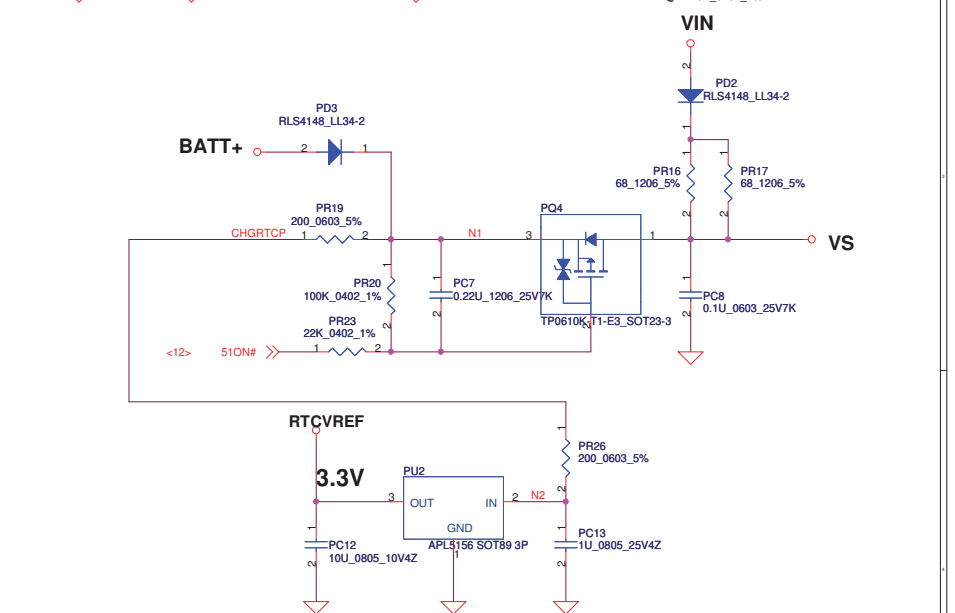 VIN
2
PD2
RLS4148_LL34-2
1
PD3
RLS4148_LL34-2
BATT+
2
1
1
1
PR16
68_1206_5%
PR17
68_1206_5%
2
2
PR19
200_0603_5%
CHGRTCP
1
2
N1
3
PQ4
1
VS
1
PR20
100K_0402_1%
2
1
PC7
0.22U_1206_25V7K
2
TP0610K-T1-E3_SOT23-3
2
1
PC8
0.1U_0603_25V7K
2
PR23
22K_0402_1%
<12>
51ON#
1
2
RTCVREF
1
PR26
200_0603_5%
2
3.3V
PU2
3
OUT
IN
2
N2
GND
APL5156 SOT89 3P
1
1
PC12
10U_0805_10V4Z
2
1
PC13
1U_0805_25V4Z
2